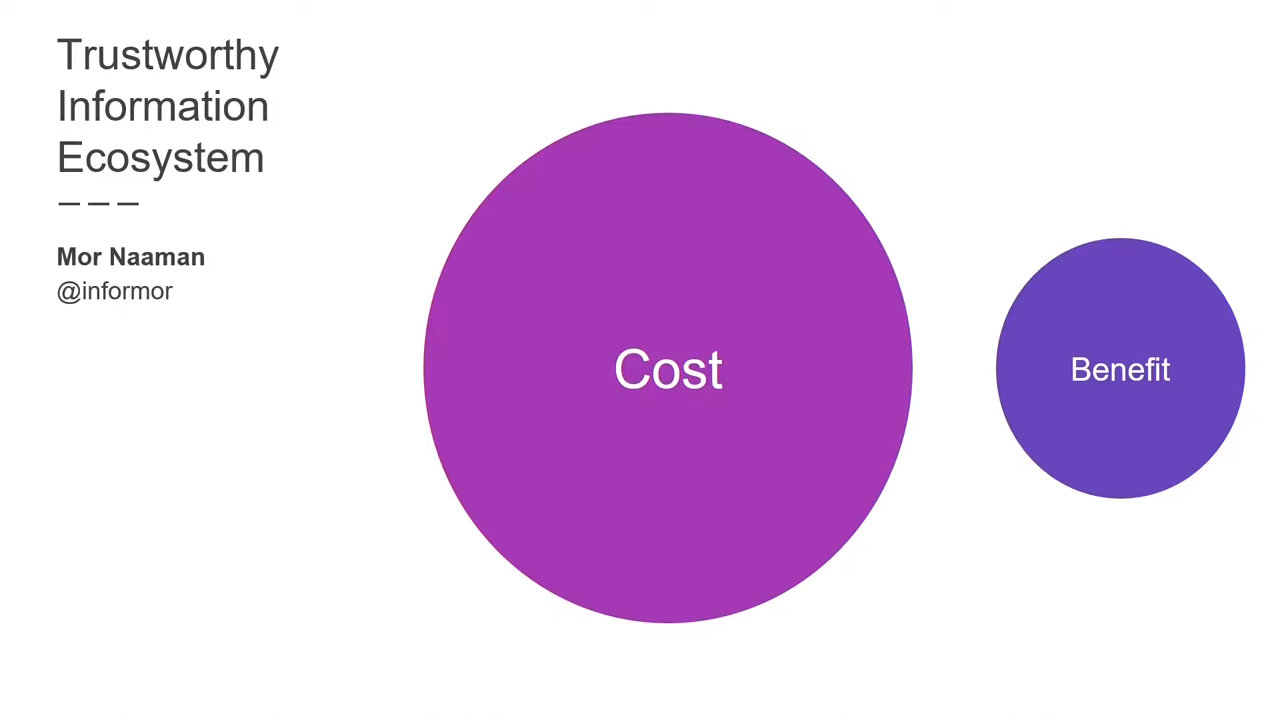 Trustworthy
Information
Ecosystem
Mor Naaman
@informor
Cost
Benefit